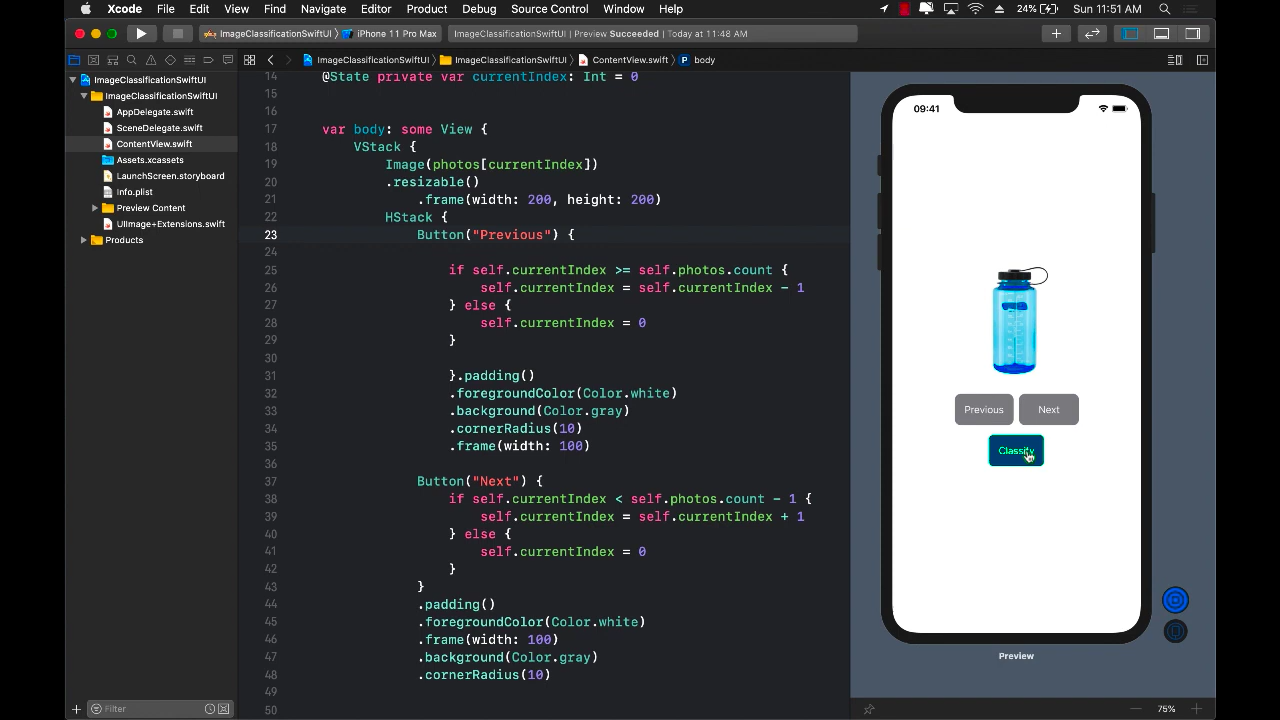 Xcode File Edit View Find Navigate Editor Product Debug Source Control Window Help 24% Sun 11:51 AM
ImageClassificationSwiftUI iPhone 11 Pro Max ImageClassificationSwiftUI | Preview Succeeded | Today at 11:48 AM
ImageClassificationSwiftUI ImageClassificationSwiftUI ContentView.swift P body
ImageClassificationSwiftUI
ImageClassificationSwiftUI
AppDelegate.swift
SceneDelegate.swift
ContentView.swift
Assets.xcassets
LaunchScreen.storyboard
Info.plist
Preview Content
UIImage+Extensions.swift
Products
Filter
14 @State private var currentIndex: Int = 0
15
16
17 var body: some View {
18 VStack {
19 Image(photos[currentIndex])
20 .resizable()
21 .frame(width: 200, height: 200)
22 HStack {
23 Button("Previous") {
24
25 if self.currentIndex >= self.photos.count {
26 self.currentIndex = self.currentIndex - 1
27 } else {
28 self.currentIndex = 0
29 }
30
31 }.padding()
32 .foregroundColor(Color.white)
33 .background(Color.gray)
34 .cornerRadius(10)
35 .frame(width: 100)
36
37 Button("Next") {
38 if self.currentIndex < self.photos.count - 1 {
39 self.currentIndex = self.currentIndex + 1
40 } else {
41 self.currentIndex = 0
42 }
43 }
44 .padding()
45 .foregroundColor(Color.white)
46 .frame(width: 100)
47 .background(Color.gray)
48 .cornerRadius(10)
49
50
09:41
Previous Next
Classify
Preview
75%